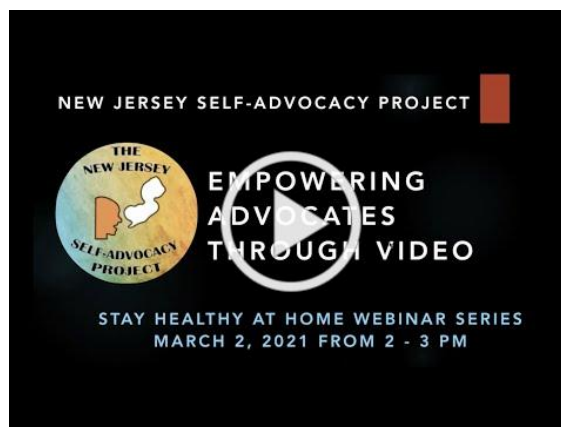 NEW JERSEY SELF-ADVOCACY PROJECT
THE
NEW JERSEY
SELF-ADVOCACY
PROJECT
EMPOWERING
ADVOCATES
THROUGH VIDEO
STAY HEALTHY AT HOME WEBINAR SERIES
MARCH 2, 2021 FROM 2 - 3 PM